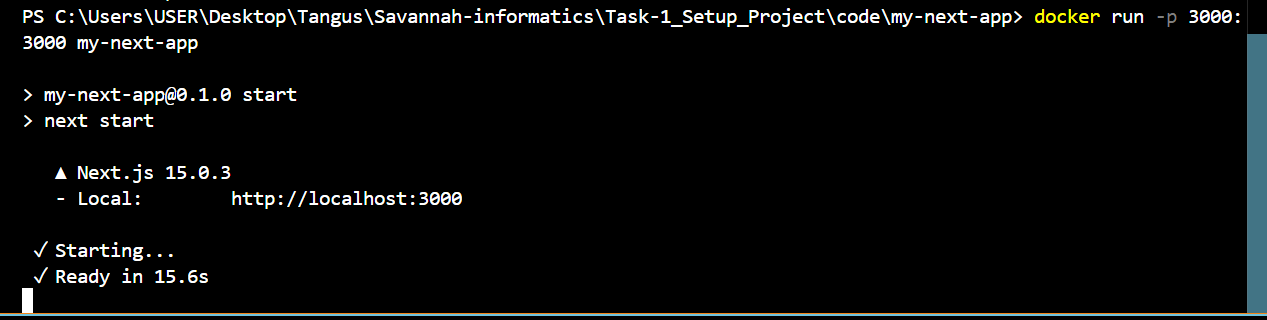 PS C:\Users\USER\Desktop\Tangus\Savannah-informatics\Task-1_Setup_Project\code\my-next-app> docker run -p 3000:
3000 my-next-app
> my-next-app@0.1.0 start
> next start
▲ Next.js 15.0.3
- Local: http://localhost:3000
✓ Starting...
✓ Ready in 15.6s